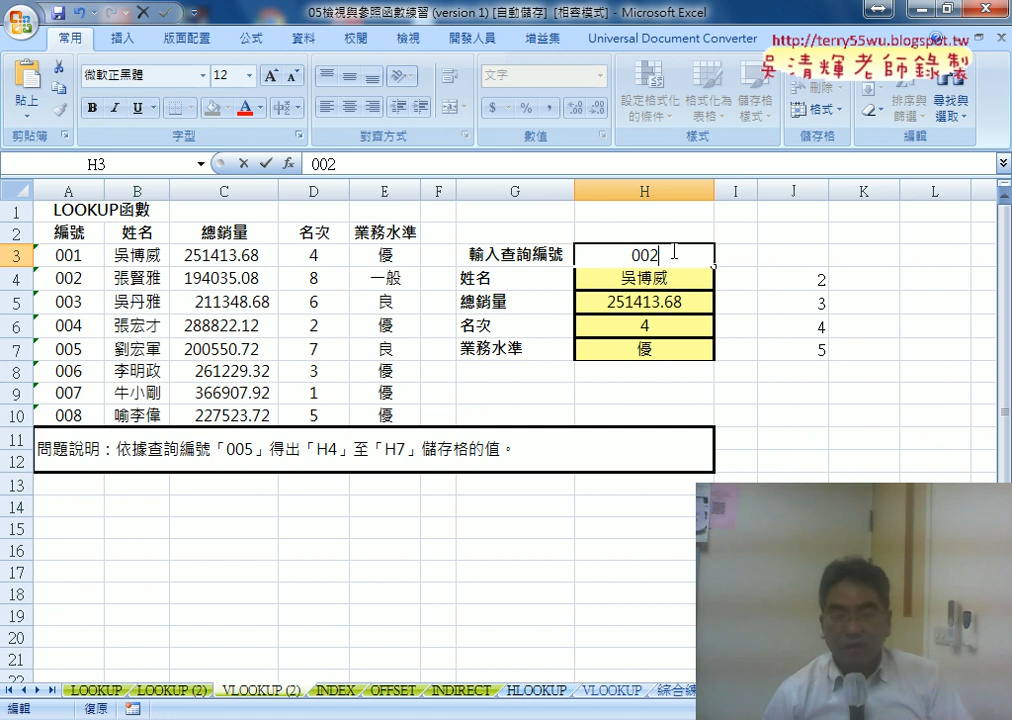 05檢視與參照函數練習 (version 1) [自動儲存] [相容模式] - Microsoft Excel
常用 插入 版面配置 公式 資料 校閱 檢視 開發人員 增益集 Universal Document Converter
http://terry55wu.blogspot.tw
吳清輝老師錄製
貼上 微軟正黑體 12 B I U A 文字 $ % , 設定格式化的條件 格式化為表格 儲存格樣式 刪除 格式 排序與篩選 尋找與選取
剪貼簿 字型 對齊方式 數值 樣式 儲存格 編輯
H3 fx 002
A B C D E F G H I J K L
1 LOOKUP函數
2 編號 姓名 總銷量 名次 業務水準
3 001 吳博威 251413.68 4 優 輸入查詢編號 002
4 002 張賢雅 194035.08 8 一般 姓名 吳博威 2
5 003 吳丹雅 211348.68 6 良 總銷量 251413.68 3
6 004 張宏才 288822.12 2 優 名次 4 4
7 005 劉宏軍 200550.72 7 良 業務水準 優 5
8 006 李明政 261229.32 3 優
9 007 牛小剛 366907.92 1 優
10 008 喻李偉 227523.72 5 優
11 問題說明：依據查詢編號「005」得出「H4」至「H7」儲存格的值。
12
13
14
15
16
17
18
19
20
21
LOOKUP LOOKUP (2) VLOOKUP (2) INDEX OFFSET INDIRECT HLOOKUP VLOOKUP 綜合練
編輯 復原